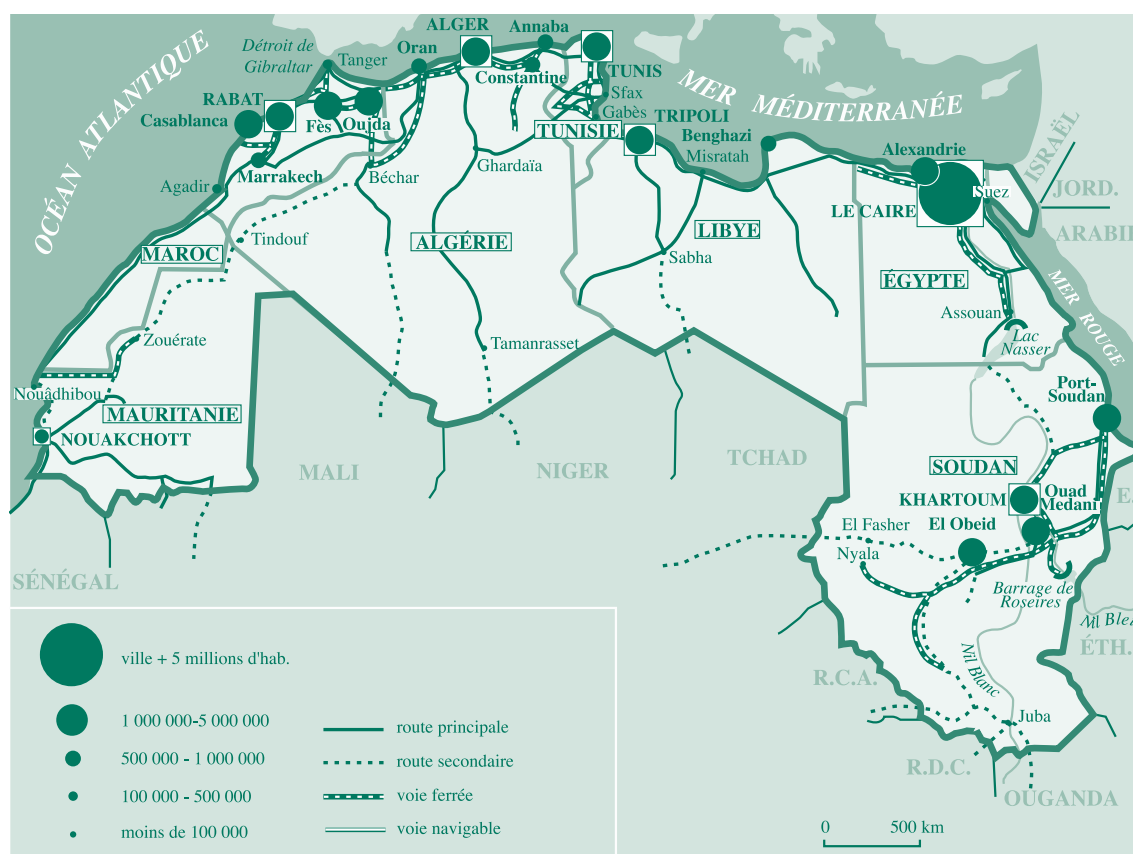 OCÉAN ATLANTIQUE
Détroit de
Gibraltar
Tanger
Oran
ALGER
Annaba
Constantine
TUNIS
Sfax
Gabès
TUNISIE
TRIPOLI
Benghazi
Misratah
MER MÉDITERRANÉE
Alexandrie
ISRAËL
JORD.
ARABIE
Suez
LE CAIRE
RABAT
Casablanca
Fès
Oujda
Marrakech
Agadir
Béchar
Ghardaïa
Tindouf
MAROC
ALGÉRIE
LIBYE
Sabha
ÉGYPTE
Assouan
Lac
Nasser
MER ROUGE
Zouérate
Tamanrasset
Nouâdhibou
MAURITANIE
NOUAKCHOTT
MALI
NIGER
TCHAD
Port-
Soudan
SOUDAN
KHARTOUM
Ouad
Medani
E.
El Fasher
El Obeid
Nyala
Barrage de
Roseires
Nil Bleu
ÉTH.
SÉNÉGAL
R.C.A.
Nil Blanc
Juba
R.D.C.
OUGANDA
ville + 5 millions d'hab.
1 000 000-5 000 000
500 000 - 1 000 000
100 000 - 500 000
moins de 100 000
route principale
route secondaire
voie ferrée
voie navigable
0 500 km